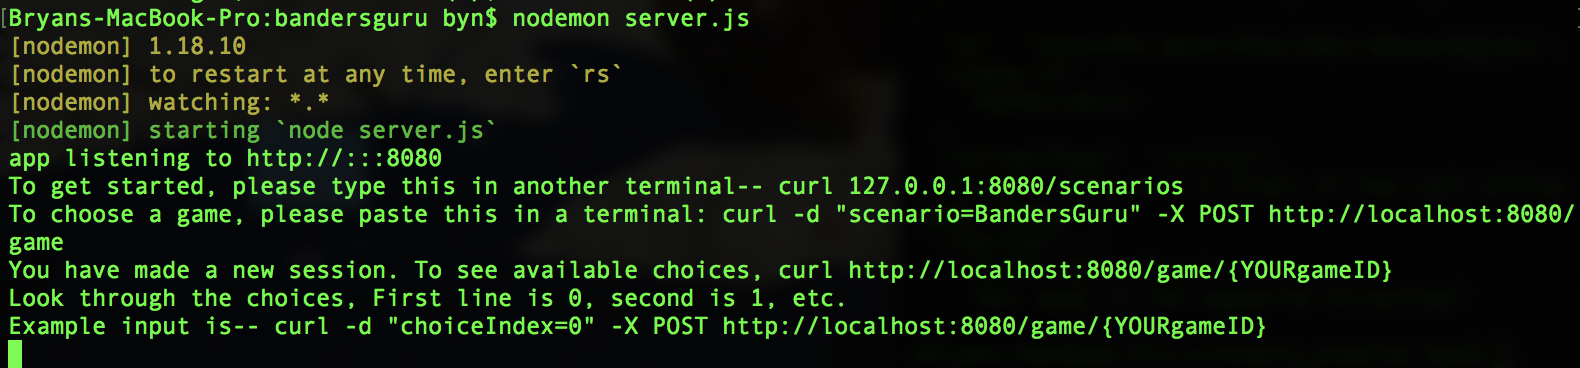 [Bryans-MacBook-Pro:bandersguru byn$ nodemon server.js
[nodemon] 1.18.10
[nodemon] to restart at any time, enter `rs`
[nodemon] watching: *.*
[nodemon] starting `node server.js`
app listening to http://:::8080
To get started, please type this in another terminal-- curl 127.0.0.1:8080/scenarios
To choose a game, please paste this in a terminal: curl -d "scenario=BandersGuru" -X POST http://localhost:8080/
game
You have made a new session. To see available choices, curl http://localhost:8080/game/{YOURgameID}
Look through the choices, First line is 0, second is 1, etc.
Example input is-- curl -d "choiceIndex=0" -X POST http://localhost:8080/game/{YOURgameID}